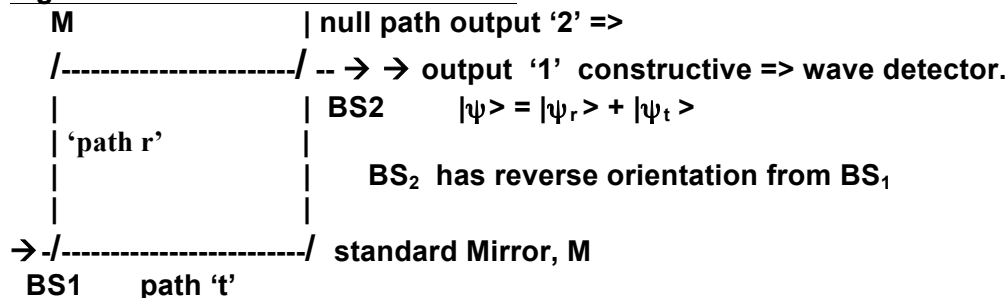 M | null path output ‘2’ =>
/-----------------------/ -- → → output ‘1’ constructive => wave detector.
| | BS2 |ψ> = |ψr> + |ψt>
| ‘path r’ |
| | BS2 has reverse orientation from BS1
| |
→ -/-------------------------/ standard Mirror, M
BS1 path ‘t’